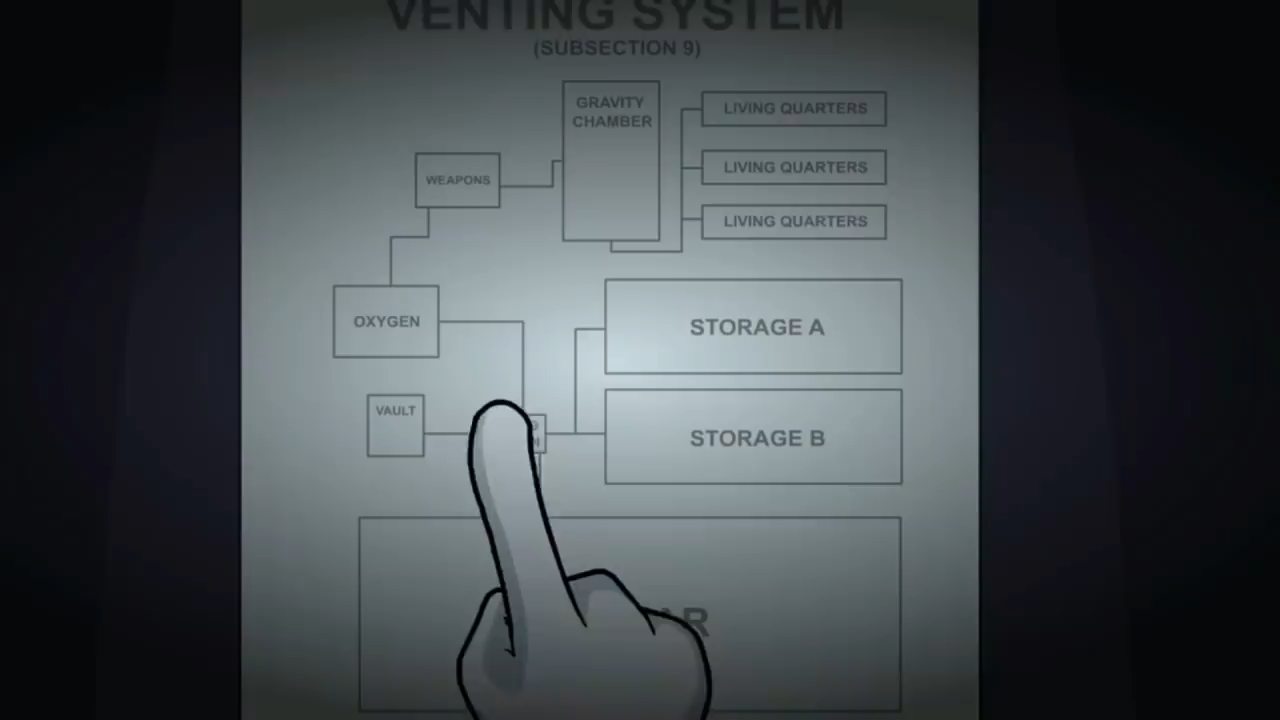 VENTING SYSTEM
(SUBSECTION 9)
GRAVITY
CHAMBER
LIVING QUARTERS
WEAPONS
LIVING QUARTERS
LIVING QUARTERS
OXYGEN
STORAGE A
VAULT
STORAGE B